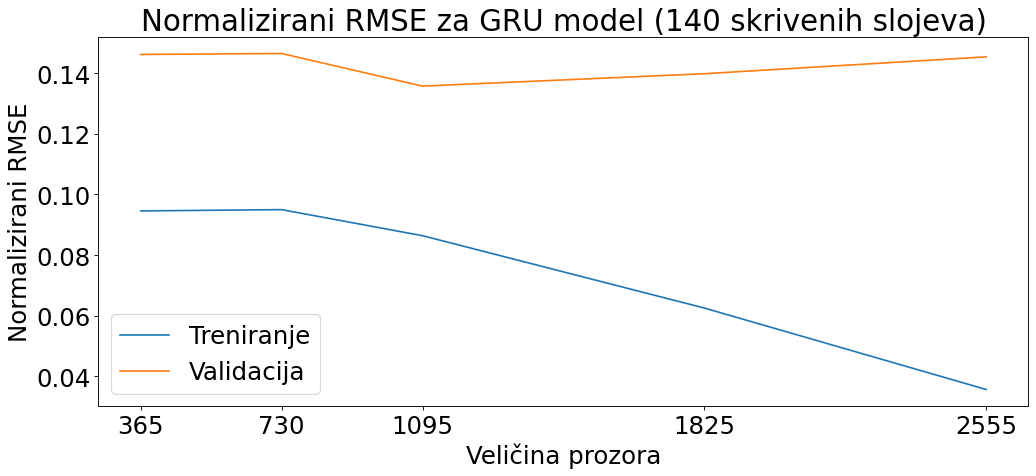 Normalizirani RMSE za GRU model (140 skrivenih slojeva)
Normalizirani RMSE
0.14
0.12
0.10
0.08
0.06
0.04
Treniranje
Validacija
365 730 1095 1825 2555
Veličina prozora